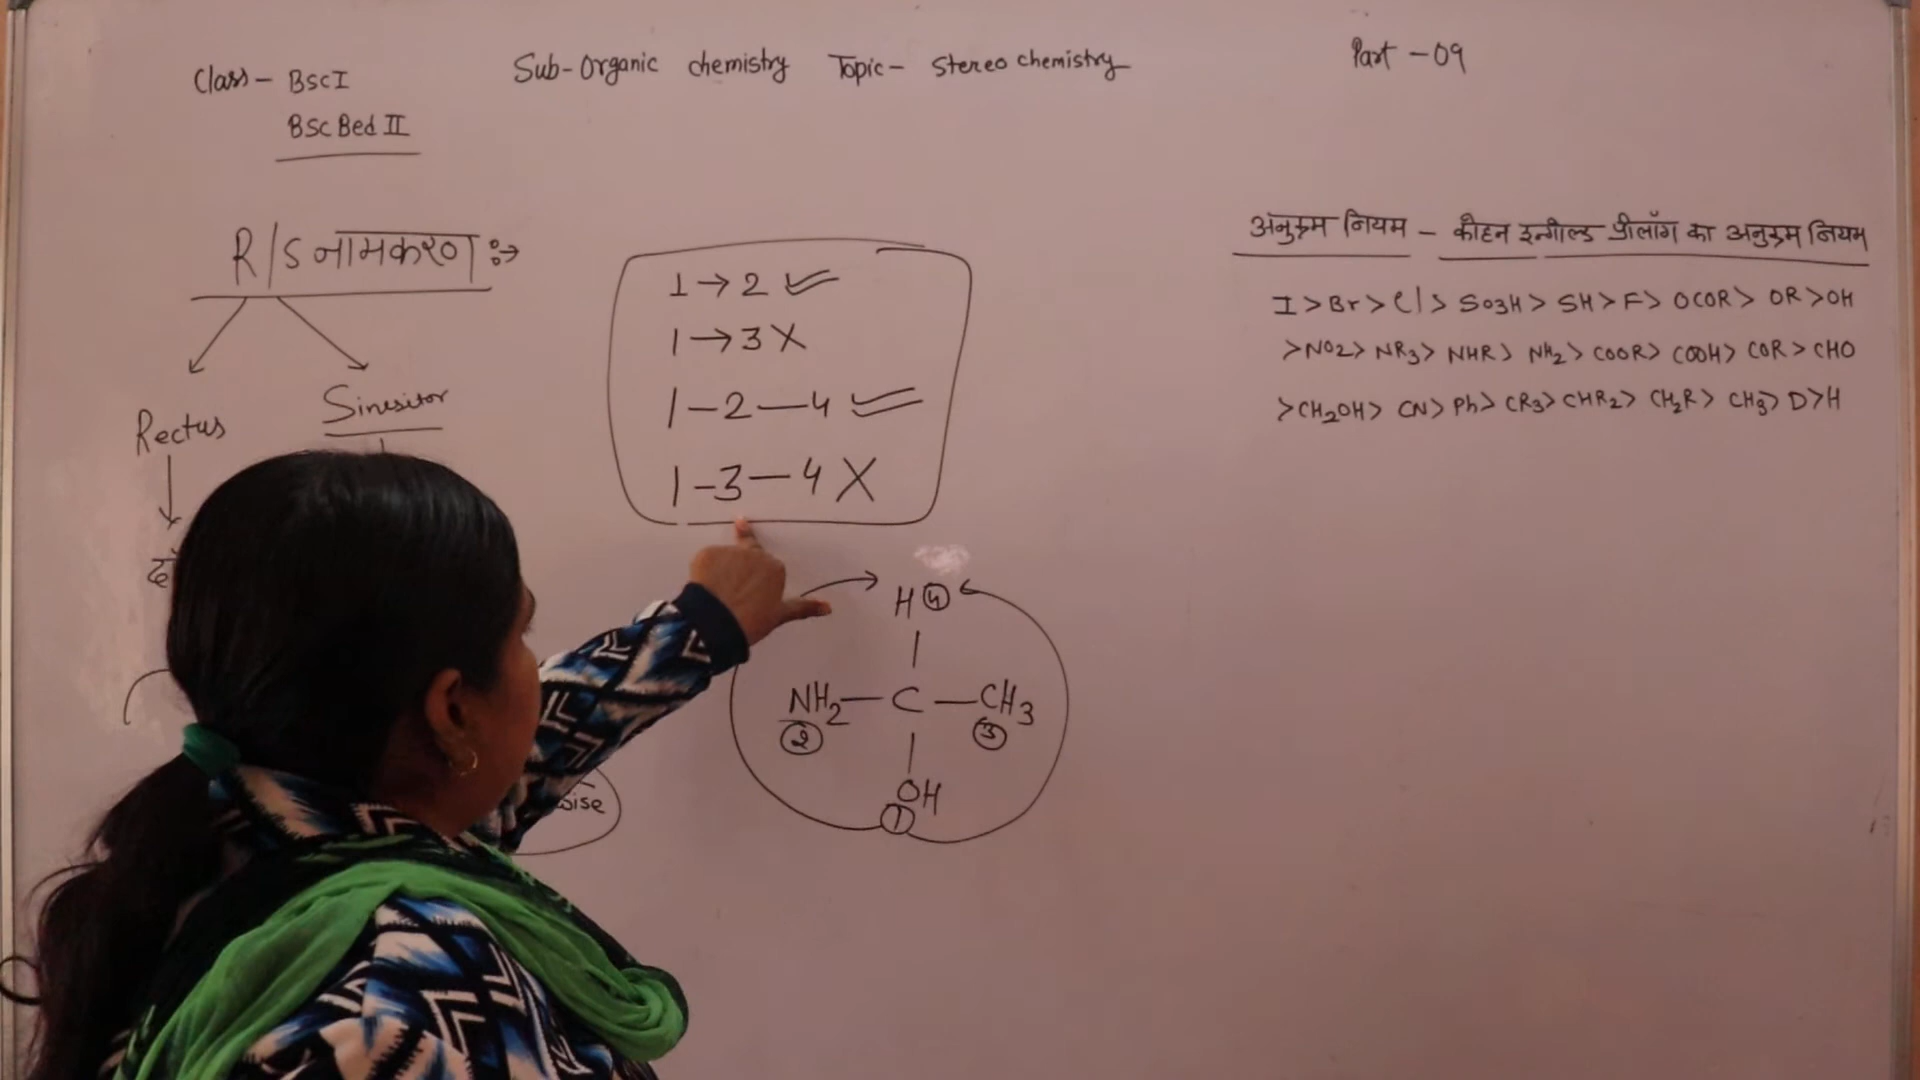 Class - BSc I
BSc Bed II
Sub-Organic chemistry Topic - Stereo chemistry
Part - 09
R/S नामकरण :→
Rectus
Sinisitor
1 → 2 ✓
1 → 3 X
1 - 2 - 4 ✓
1 - 3 - 4 X
H ④
NH2 - C - CH3
② ③
OH
①
wise
अनुक्रम नियम - कॉहन इन्गोल्ड प्रीलॉग का अनुक्रम नियम
I > Br > Cl > SO3H > SH > F > OCOR > OR > OH
> NO2 > NR3 > NHR > NH2 > COOR > COOH > COR > CHO
> CH2OH > CN > Ph > CR3 > CHR2 > CH2R > CH3 > D > H